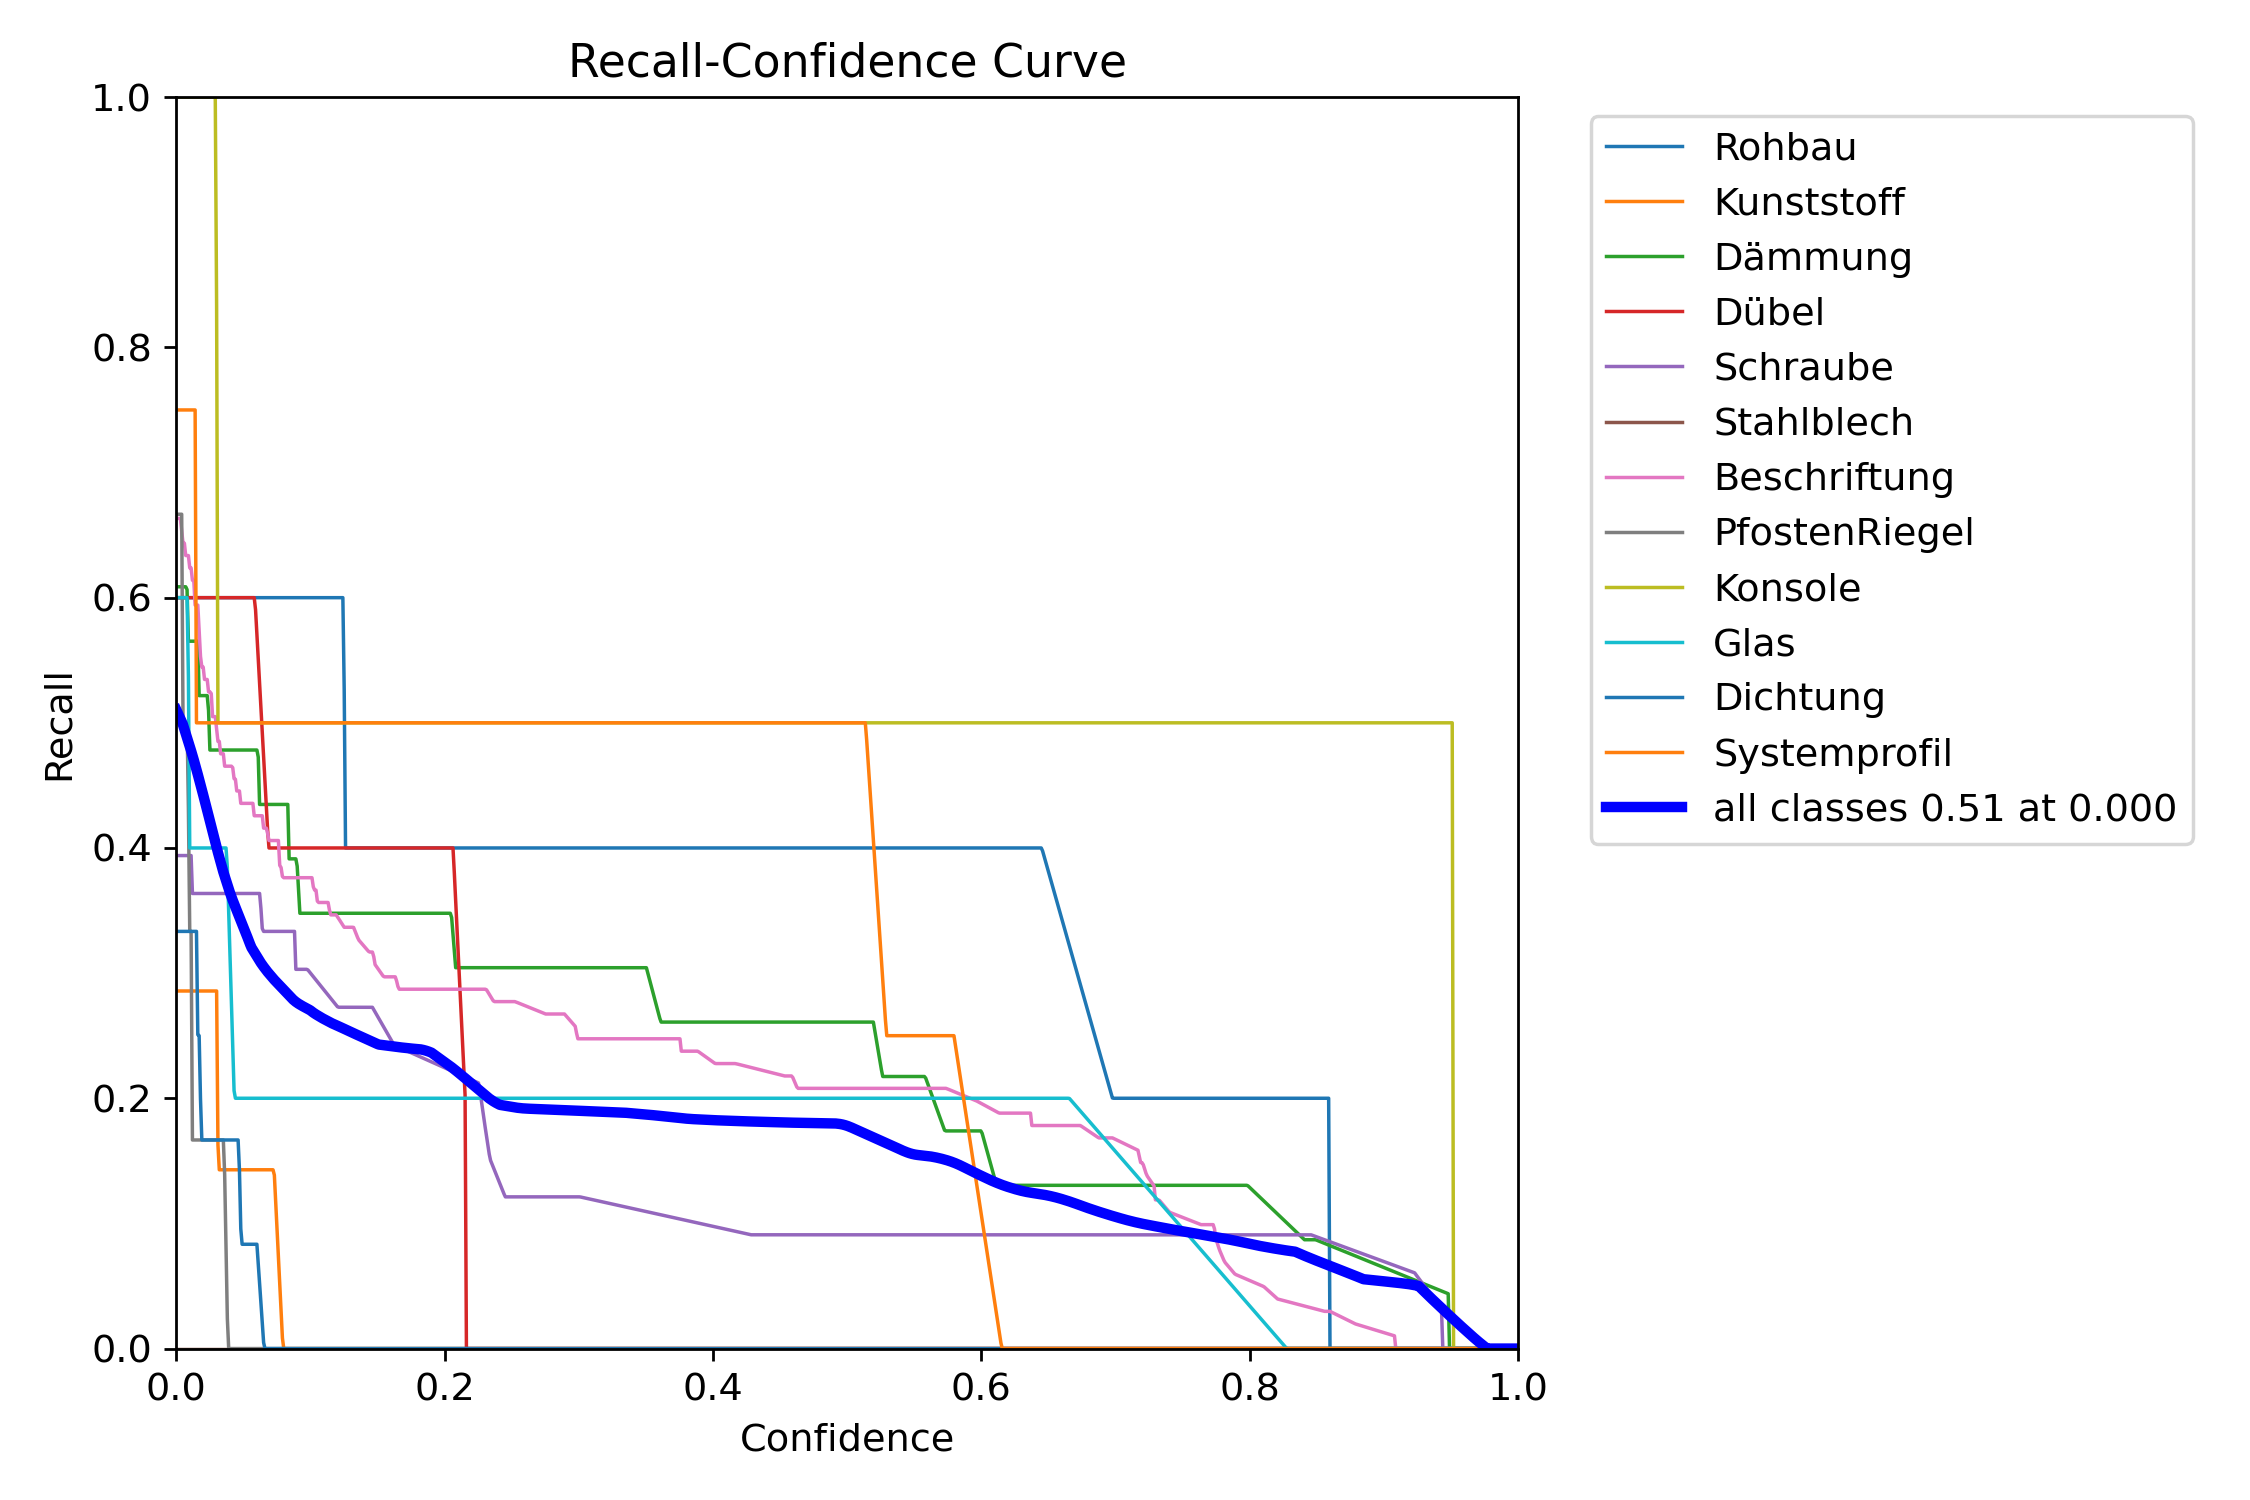 Recall-Confidence Curve
1.0
0.8
0.6
0.4
0.2
0.0
Recall
0.0 0.2 0.4 0.6 0.8 1.0
Confidence
Rohbau
Kunststoff
Dämmung
Dübel
Schraube
Stahlblech
Beschriftung
PfostenRiegel
Konsole
Glas
Dichtung
Systemprofil
all classes 0.51 at 0.000